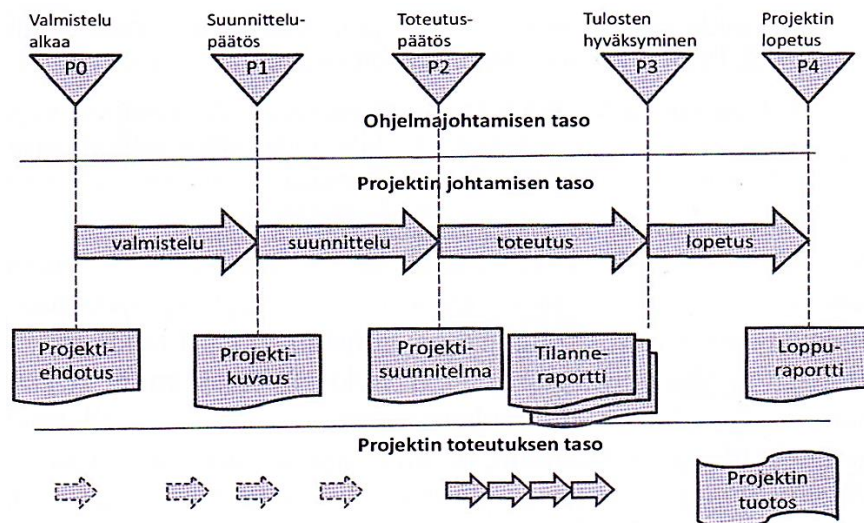 Valmistelu
alkaa
Suunnittelu-
päätös
Toteutus-
päätös
Tulosten
hyväksyminen
Projektin
lopetus
P0
P1
P2
P3
P4
Ohjelmajohtamisen taso
Projektin johtamisen taso
valmistelu
suunnittelu
toteutus
lopetus
Projekti-
ehdotus
Projekti-
kuvaus
Projekti-
suunnitelma
Tilanne-
raportti
Loppu-
raportti
Projektin toteutuksen taso
Projektin
tuotos